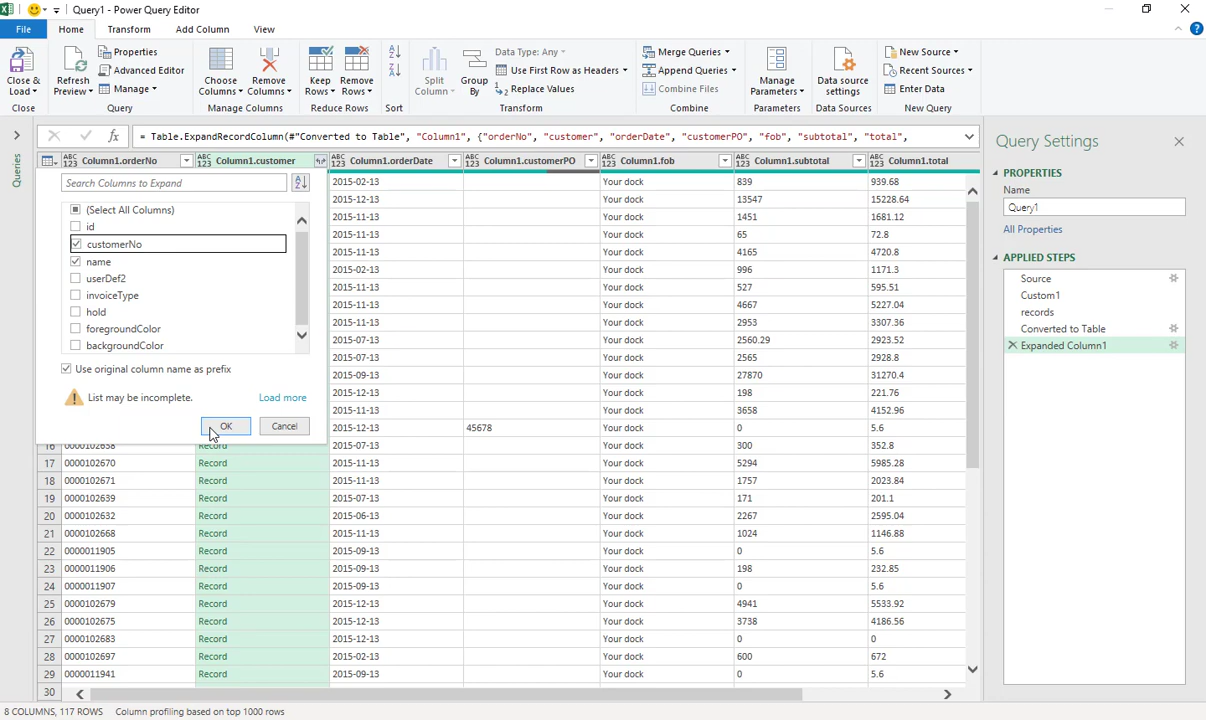 Query1 - Power Query Editor
File Home Transform Add Column View
Close & Load
Close
Refresh Preview
Properties
Advanced Editor
Manage
Query
Choose Columns
Remove Columns
Manage Columns
Keep Rows
Remove Rows
Reduce Rows
Sort
Split Column
Group By
Data Type: Any
Use First Row as Headers
Replace Values
Transform
Merge Queries
Append Queries
Combine Files
Combine
Manage Parameters
Parameters
Data source settings
Data Sources
New Source
Recent Sources
Enter Data
New Query
Queries
fx = Table.ExpandRecordColumn(#"Converted to Table", "Column1", {"orderNo", "customer", "orderDate", "customerPO", "fob", "subtotal", "total",
ABC 123 Column1.orderNo ABC 123 Column1.customer ABC 123 Column1.orderDate ABC 123 Column1.customerPO ABC 123 Column1.fob ABC 123 Column1.subtotal ABC 123 Column1.total
Search Columns to Expand
(Select All Columns)
id
customerNo
name
userDef2
invoiceType
hold
foregroundColor
backgroundColor
Use original column name as prefix
List may be incomplete. Load more
OK Cancel
2015-02-13 Your dock 839 939.68
2015-12-13 Your dock 13547 15228.64
2015-11-13 Your dock 1451 1681.12
2015-11-13 Your dock 65 72.8
2015-11-13 Your dock 4165 4720.8
2015-02-13 Your dock 996 1171.3
2015-11-13 Your dock 527 595.51
2015-11-13 Your dock 4667 5227.04
2015-11-13 Your dock 2953 3307.36
2015-07-13 Your dock 2560.29 2923.52
2015-07-13 Your dock 2565 2928.8
2015-09-13 Your dock 27870 31270.4
2015-12-13 Your dock 198 221.76
2015-11-13 Your dock 3658 4152.96
2015-12-13 45678 Your dock 0 5.6
16 0000102638 Record 2015-07-13 Your dock 300 352.8
17 0000102670 Record 2015-11-13 Your dock 5294 5985.28
18 0000102671 Record 2015-11-13 Your dock 1757 2023.84
19 0000102639 Record 2015-07-13 Your dock 171 201.1
20 0000102632 Record 2015-06-13 Your dock 2267 2595.04
21 0000102668 Record 2015-11-13 Your dock 1024 1146.88
22 0000011905 Record 2015-09-13 Your dock 0 5.6
23 0000011906 Record 2015-09-13 Your dock 198 232.85
24 0000011907 Record 2015-09-13 Your dock 0 5.6
25 0000102679 Record 2015-12-13 Your dock 4941 5533.92
26 0000102675 Record 2015-12-13 Your dock 3738 4186.56
27 0000102683 Record 2015-12-13 Your dock 0 0
28 0000102697 Record 2015-02-13 Your dock 600 672
29 0000011941 Record 2015-09-13 Your dock 0 5.6
30
Query Settings
PROPERTIES
Name
Query1
All Properties
APPLIED STEPS
Source
Custom1
records
Converted to Table
Expanded Column1
8 COLUMNS, 117 ROWS Column profiling based on top 1000 rows